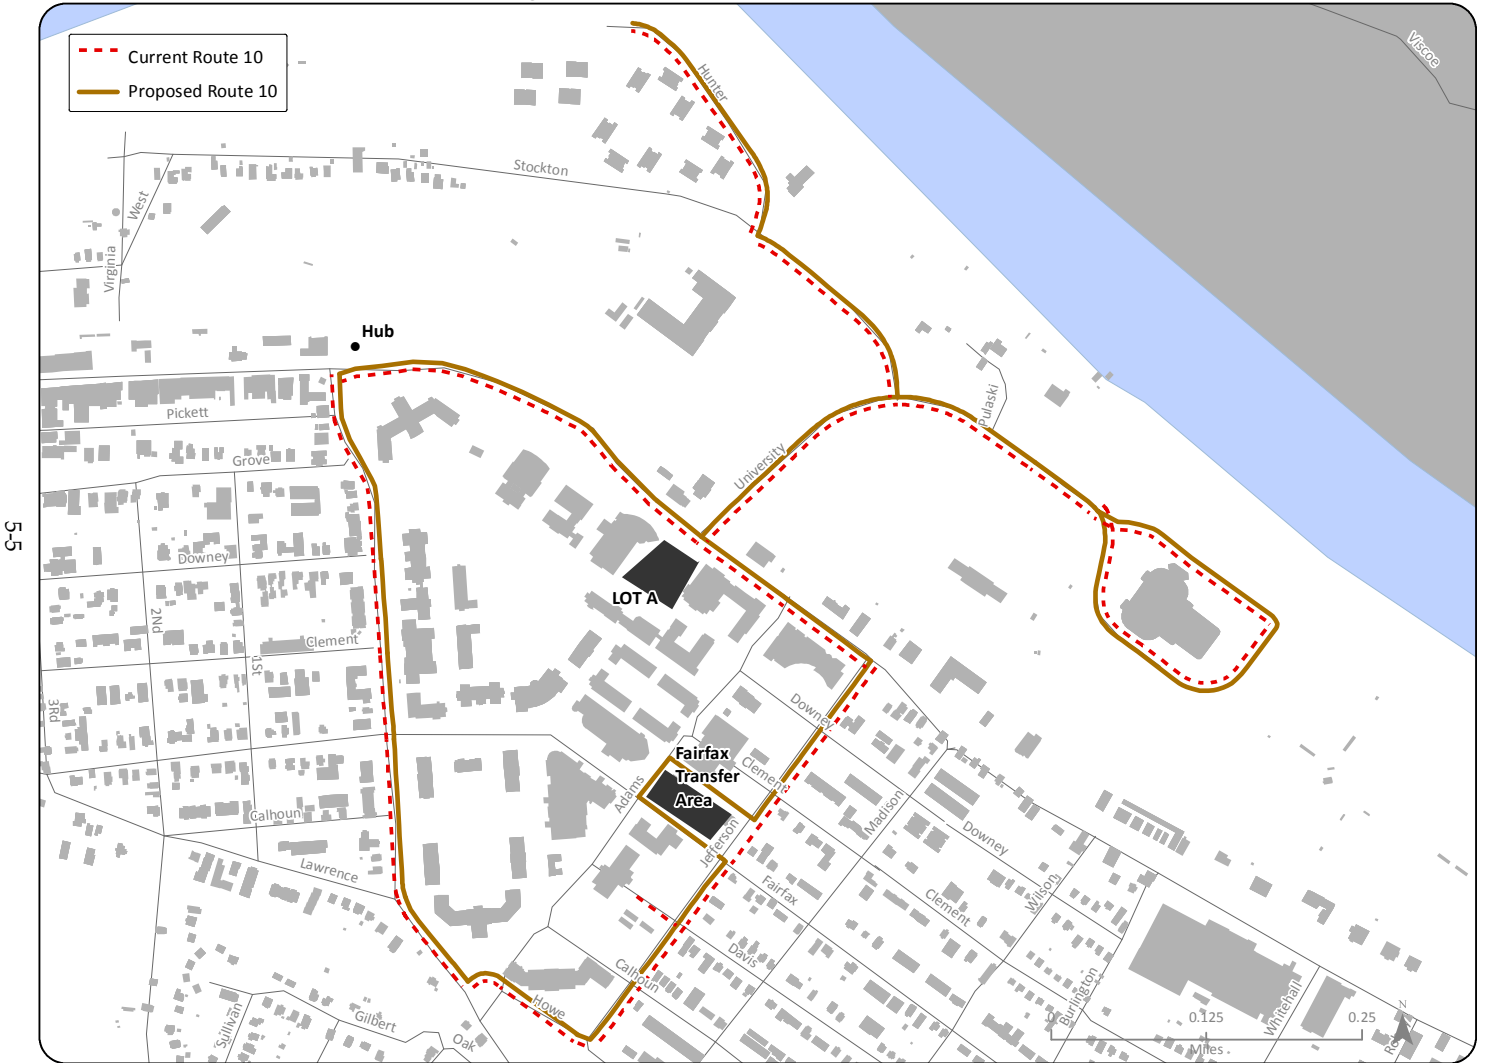 Current Route 10
Proposed Route 10
Hunter
Viscoe
Stockton
West
Virginia
Hub
Pickett
Grove
University
Pulaski
5-5
Downey
LOT A
2Nd
Clement
1St
3Rd
Downey
Fairfax
Transfer
Area
Clement
Adams
Calhoun
Jefferson
Madison
Downey
Lawrence
Fairfax
Clement
Wilson
Davis
Calhoun
Howe
Burlington
Whitehall
Sullivan
Gilbert
Oak
N
0
0.125
0.25
Miles